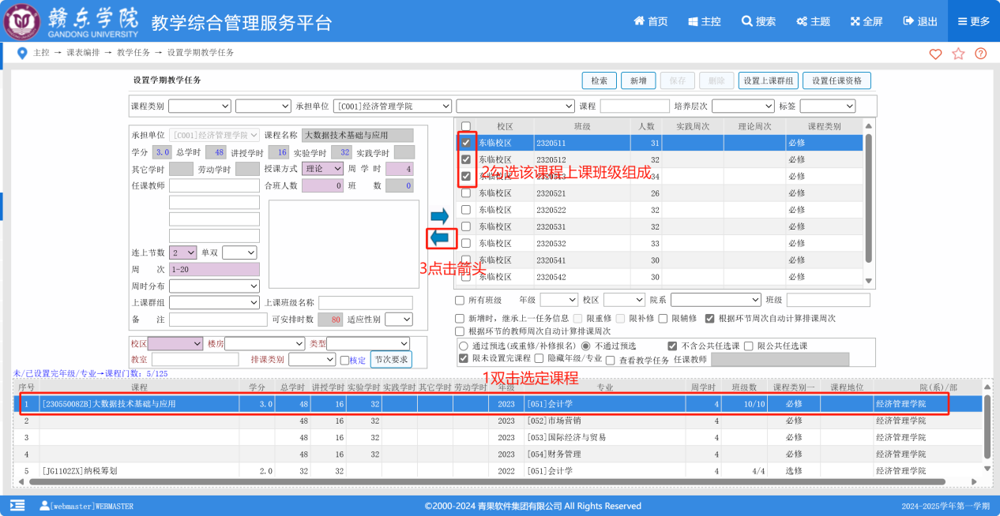 赣东学院 GANDONG UNIVERSITY 教学综合管理服务平台 首页 主控 搜索 主题 全屏 退出 更多
主控 → 课表编排 → 教学任务 → 设置学期教学任务
设置学期教学任务 检索 新增 保存 删除 设置上课群组 设置任课资格
课程类别 承担单位 [C001]经济管理学院 课程 培养层次 标签
承担单位 [C001]经济管理学院 课程名称 大数据技术基础与应用
学分 3.0 总学时 48 讲授学时 16 实验学时 32 实践学时
其它学时 劳动学时 授课方式 理论 周学时 4
任课教师 合班人数 0 班数 0
连上节数 2 单双
周次 1-20
周时分布
上课群组 上课班级名称
备注 可安排时数 80 适应性别
校区 楼房 类型
教室 排课类别 核定 节次要求
校区 班级 人数 实践周次 理论周次 课程类别
东临校区 2320511 31 必修
东临校区 2320512 32 必修
东临校区 2320513 34 必修
2勾选该课程上课班级组成
东临校区 2320521 26 必修
东临校区 2320522 32 必修
东临校区 2320531 32 必修
东临校区 2320532 33 必修
东临校区 2320541 30 必修
3点击箭头
东临校区 2320542 30 必修
所有班级 年级 校区 院系 班级
新增时，继承上一任务信息 限重修 限补修 限辅修 根据环节周次自动计算排课周次
根据环节的教师周次自动计算排课周次
通过预选(或重修/补修报名) 不通过预选 不含公共任选课 限公共任选课
限未设置完课程 隐藏年级/专业 查看教学任务 任课教师
1双击选定课程
未/已设置完年级/专业→课程门数：5/125
序号 课程 学分 总学时 讲授学时 实验学时 实践学时 其它学时 劳动学时 年级 专业 周学时 班级数 课程类别一 课程地位 院(系)/部
1 [23055008ZB]大数据技术基础与应用 3.0 48 16 32 2023 [051]会计学 4 10/10 必修 经济管理学院
2 48 16 32 2023 [052]市场营销 4 必修 经济管理学院
3 48 16 32 2023 [053]国际经济与贸易 4 必修 经济管理学院
4 48 16 32 2023 [054]财务管理 4 必修 经济管理学院
5 [JG1102ZX]纳税筹划 2.0 32 32 2022 [051]会计学 4 4/4 选修 经济管理学院
[webmaster]WEBMASTER ©2000-2024 青果软件集团有限公司 All Rights Reserved 2024-2025学年第一学期